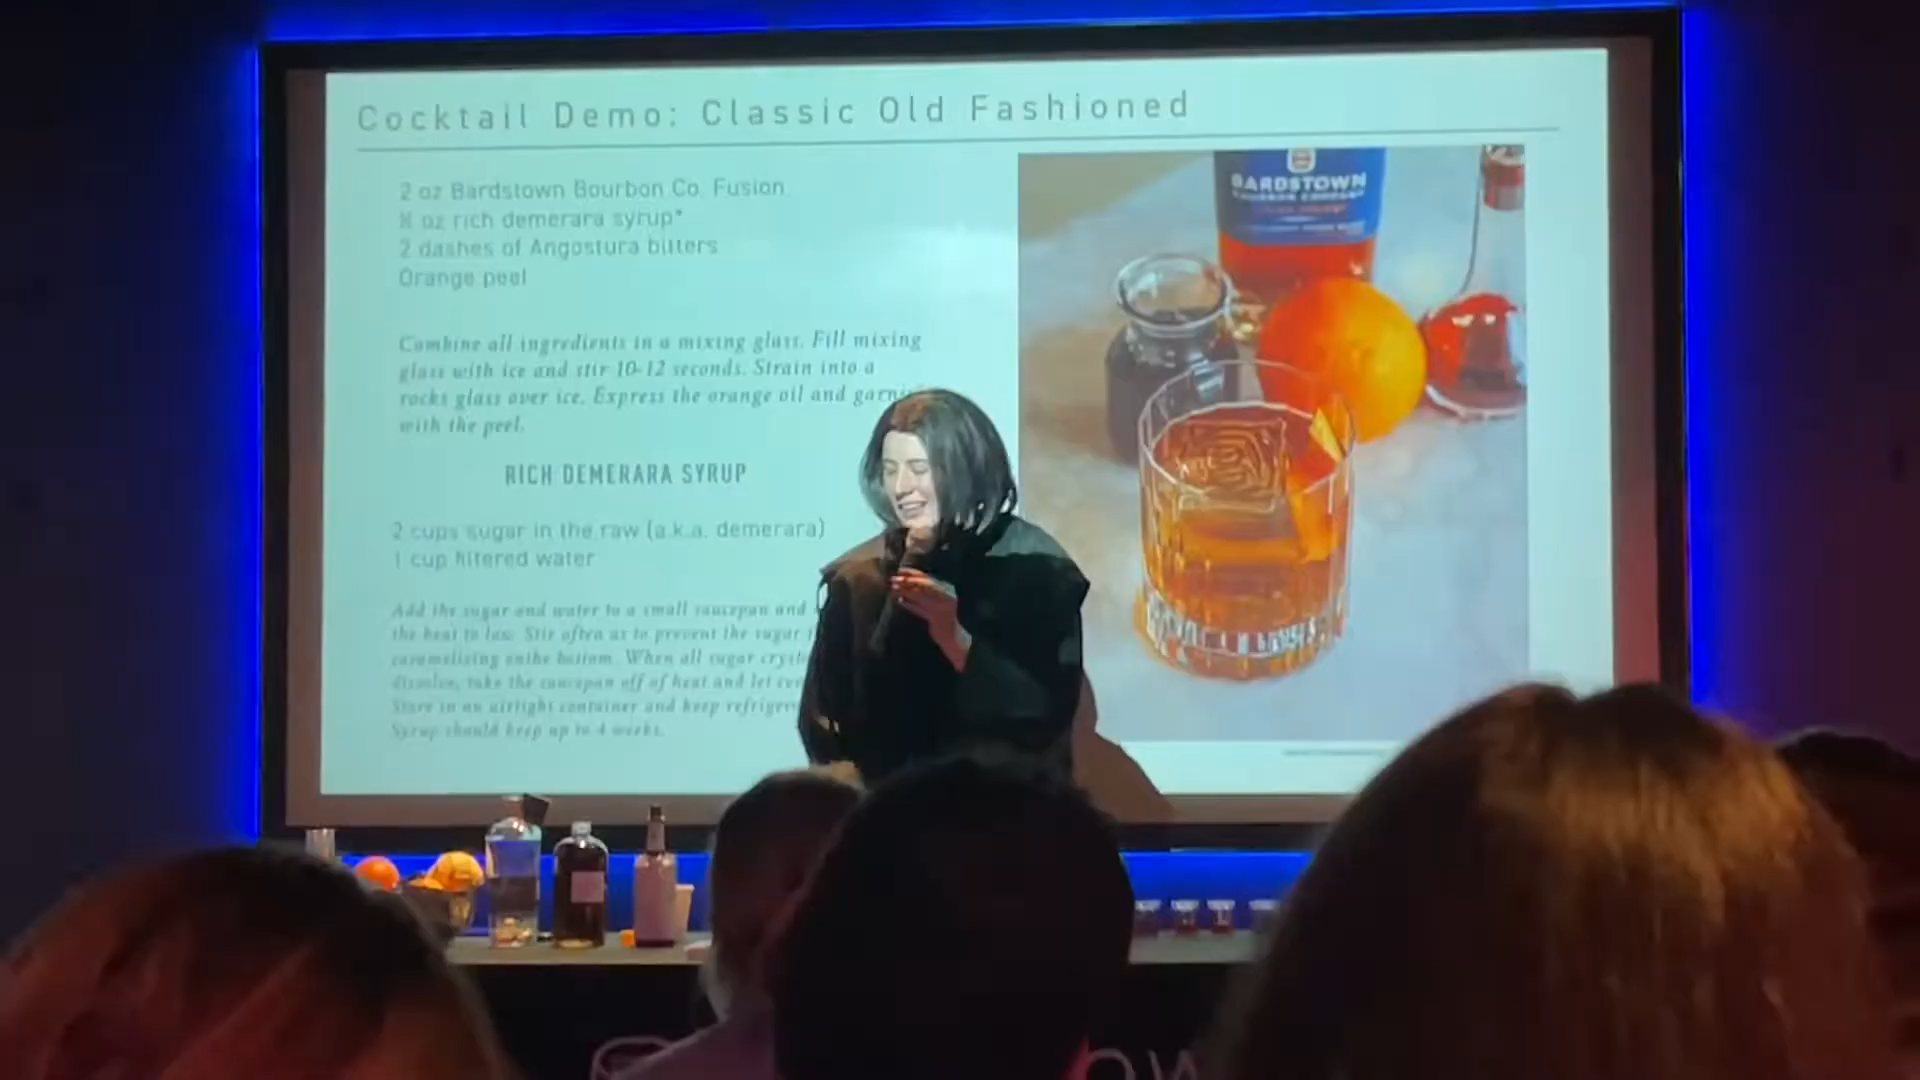 Cocktail Demo: Classic Old Fashioned
2 oz Bardstown Bourbon Co. Fusion
oz rich demerara syrup*
2 dashes of Angostura bitters
Orange peel
Combine all ingredients in a mixing glass. Fill mixing
glass with ice and stir 10-12 seconds. Strain into a
rocks glass over ice. Express the orange oil and
with the peel.
RICH DEMERARA SYRUP
2 cups sugar in the raw (a.k.a. demerara)
1 cup filtered water
Add the sugar and water to a small saucepan and
the heat to low. Stir often as to prevent the sugar
caramelizing onthe bottom. When all sugar
dissolve, take the saucepan off of heat and let
Store in an airtight container and keep
Syrup should keep up to 4 weeks.
BARDSTOWN
BOURBON COMPANY